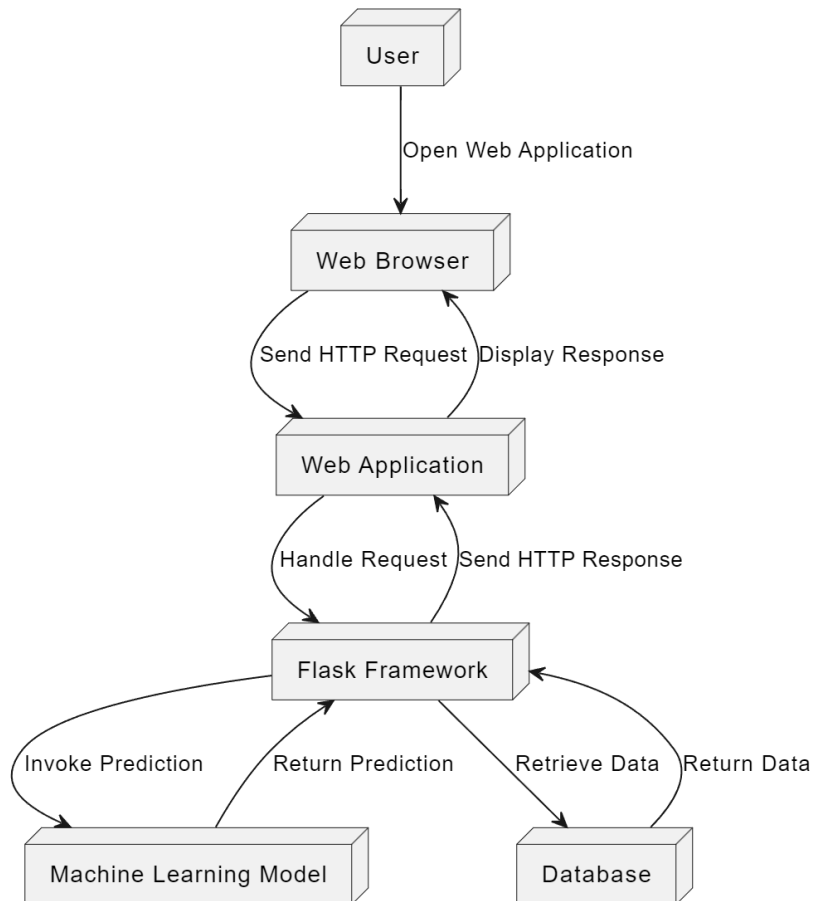 User
Open Web Application
Web Browser
Send HTTP Request
Display Response
Web Application
Handle Request
Send HTTP Response
Flask Framework
Invoke Prediction
Return Prediction
Retrieve Data
Return Data
Machine Learning Model
Database